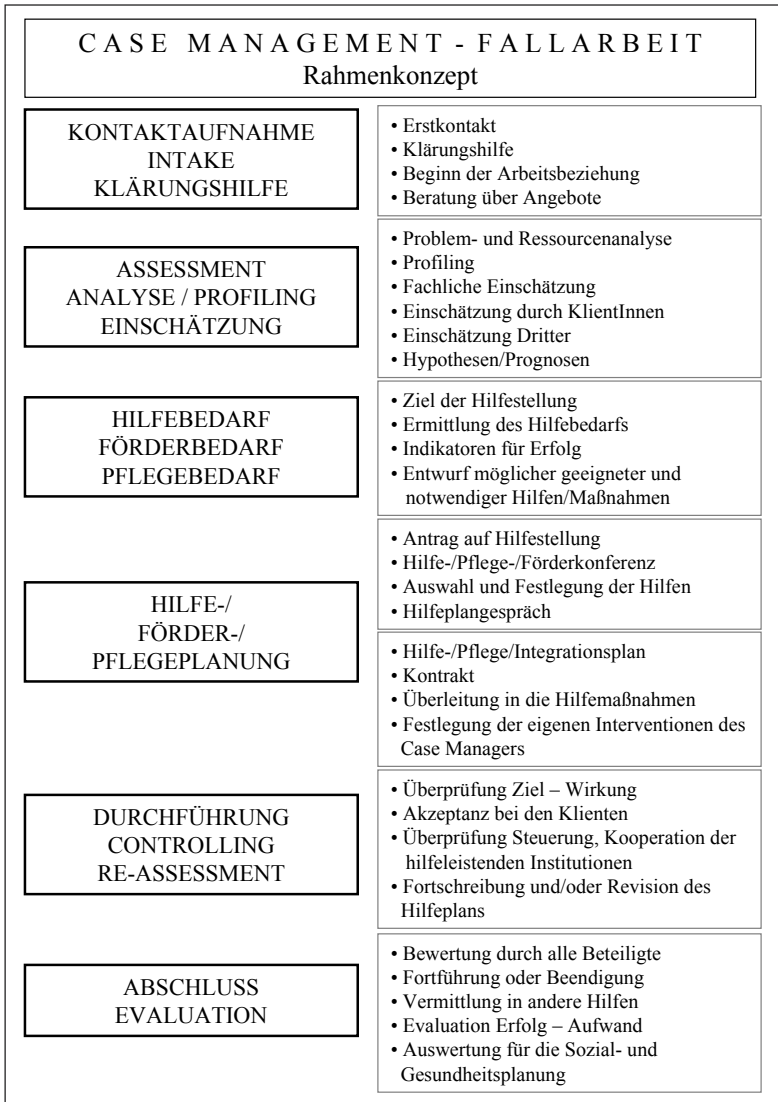 CASE MANAGEMENT - FALLARBEIT
Rahmenkonzept
KONTAKTAUFNAHME
INTAKE
KLÄRUNGSHILFE
• Erstkontakt
• Klärungshilfe
• Beginn der Arbeitsbeziehung
• Beratung über Angebote
ASSESSMENT
ANALYSE / PROFILING
EINSCHÄTZUNG
• Problem- und Ressourcenanalyse
• Profiling
• Fachliche Einschätzung
• Einschätzung durch KlientInnen
• Einschätzung Dritter
• Hypothesen/Prognosen
HILFEBEDARF
FÖRDERBEDARF
PFLEGEBEDARF
• Ziel der Hilfestellung
• Ermittlung des Hilfebedarfs
• Indikatoren für Erfolg
• Entwurf möglicher geeigneter und
notwendiger Hilfen/Maßnahmen
HILFE-/
FÖRDER-/
PFLEGEPLANUNG
• Antrag auf Hilfestellung
• Hilfe-/Pflege-/Förderkonferenz
• Auswahl und Festlegung der Hilfen
• Hilfeplangespräch
• Hilfe-/Pflege/Integrationsplan
• Kontrakt
• Überleitung in die Hilfemaßnahmen
• Festlegung der eigenen Interventionen des
Case Managers
DURCHFÜHRUNG
CONTROLLING
RE-ASSESSMENT
• Überprüfung Ziel – Wirkung
• Akzeptanz bei den Klienten
• Überprüfung Steuerung, Kooperation der
hilfeleistenden Institutionen
• Fortschreibung und/oder Revision des
Hilfeplans
ABSCHLUSS
EVALUATION
• Bewertung durch alle Beteiligte
• Fortführung oder Beendigung
• Vermittlung in andere Hilfen
• Evaluation Erfolg – Aufwand
• Auswertung für die Sozial- und
Gesundheitsplanung